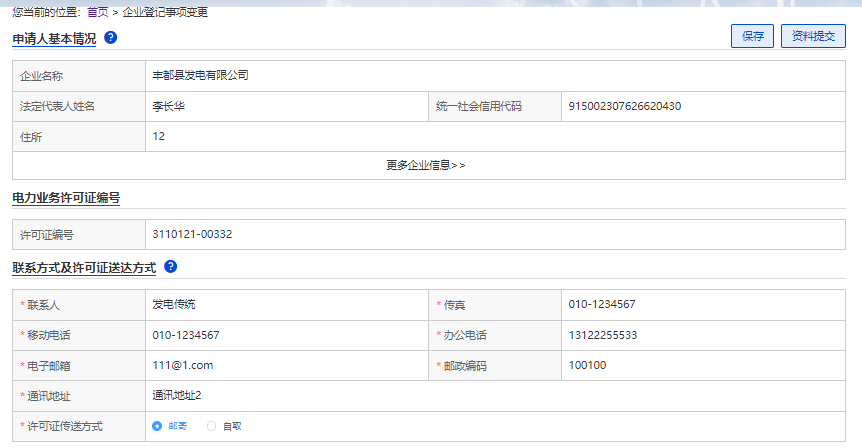 您当前的位置: 首页 > 企业登记事项变更
申请人基本情况 ?
保存 资料提交
企业名称 丰都县发电有限公司
法定代表人姓名 李长华 统一社会信用代码 915002307626620430
住所 12
更多企业信息>>
电力业务许可证编号
许可证编号 3110121-00332
联系方式及许可证送达方式 ?
* 联系人 发电传统 * 传真 010-1234567
* 移动电话 010-1234567 * 办公电话 13122255533
* 电子邮箱 111@1.com * 邮政编码 100100
* 通讯地址 通讯地址2
* 许可证传送方式 邮寄 自取